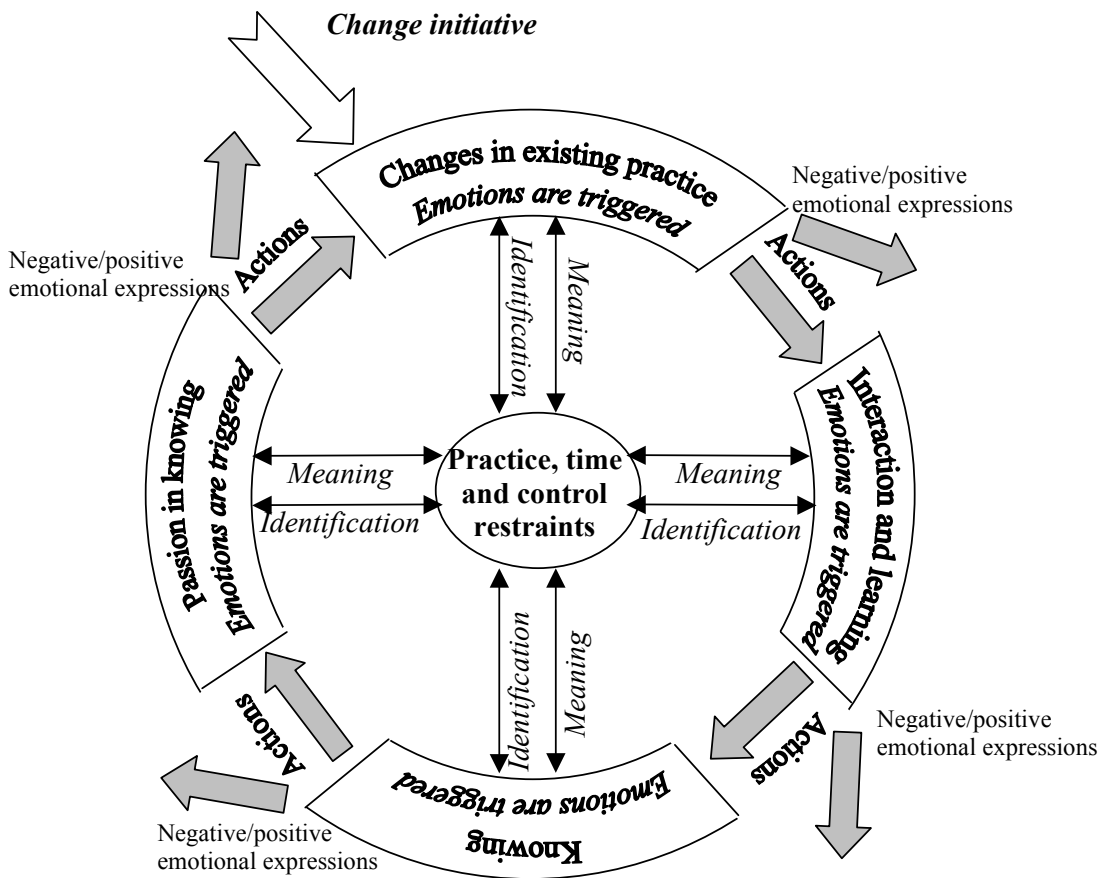 Change initiative
Changes in existing practice
Emotions are triggered
Negative/positive
emotional expressions
Actions
Negative/positive
emotional expressions
Actions
Identification
Meaning
Interaction and learning
Emotions are triggered
Passion in knowing
Emotions are triggered
Meaning
Identification
Practice, time
and control
restraints
Meaning
Identification
Identification
Meaning
Actions
Negative/positive
emotional expressions
Actions
Negative/positive
emotional expressions
Emotions are triggered
Knowing